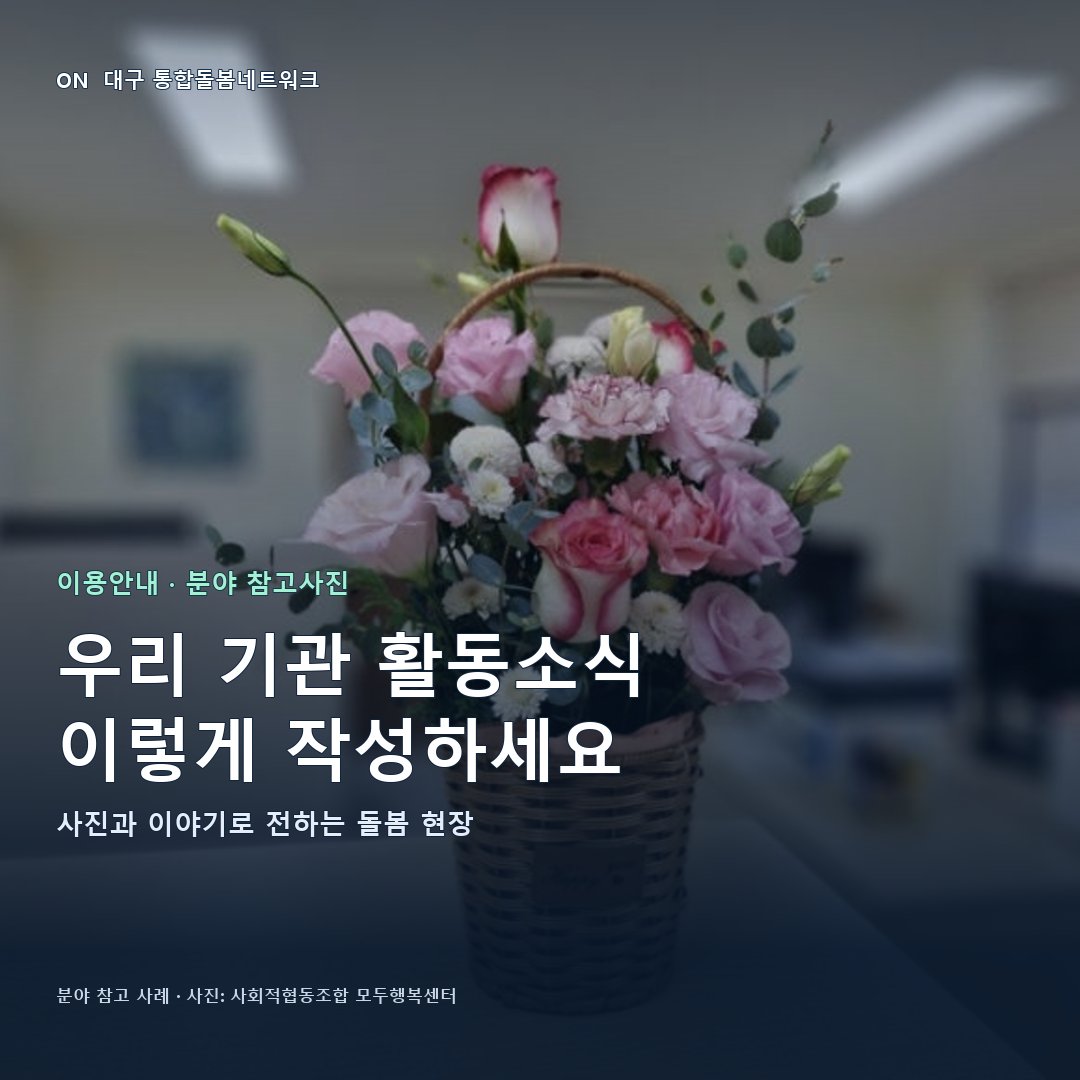 ON 대구 통합돌봄네트워크
이용안내 · 분야 참고사진
우리 기관 활동소식
이렇게 작성하세요
사진과 이야기로 전하는 돌봄 현장
분야 참고 사례 · 사진: 사회적협동조합 모두행복센터